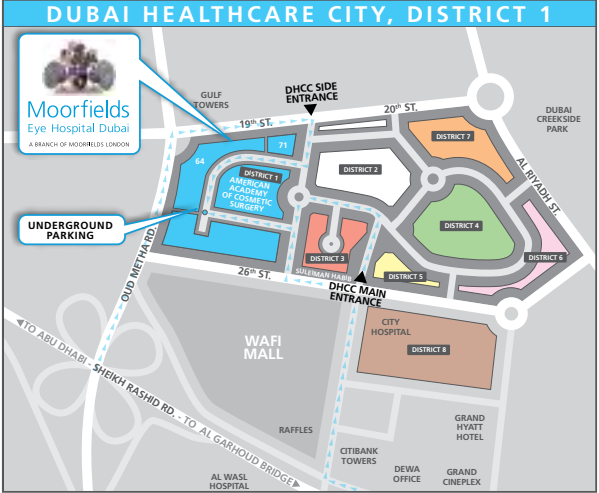 DUBAI HEALTHCARE CITY, DISTRICT 1
Moorfields
Eye Hospital Dubai
A BRANCH OF MOORFIELDS LONDON
GULF
TOWERS
DHCC SIDE
ENTRANCE
20th ST.
19th ST.
DUBAI
CREEKSIDE
PARK
DISTRICT 7
AL RIYADH ST.
71
64
DISTRICT 1
AMERICAN
ACADEMY
OF COSMETIC
SURGERY
DISTRICT 2
UNDERGROUND
PARKING
DISTRICT 4
DISTRICT 3
DISTRICT 6
DISTRICT 5
SULEIMAN HABIB
OUD METHA RD.
26th ST.
DHCC MAIN
ENTRANCE
CITY
HOSPITAL
WAFI
MALL
DISTRICT 8
TO ABU DHABI - SHEIKH RASHID RD. - TO AL GARHOUD BRIDGE
RAFFLES
GRAND
HYATT
HOTEL
CITIBANK
TOWERS
AL WASL
HOSPITAL
DEWA
OFFICE
GRAND
CINEPLEX